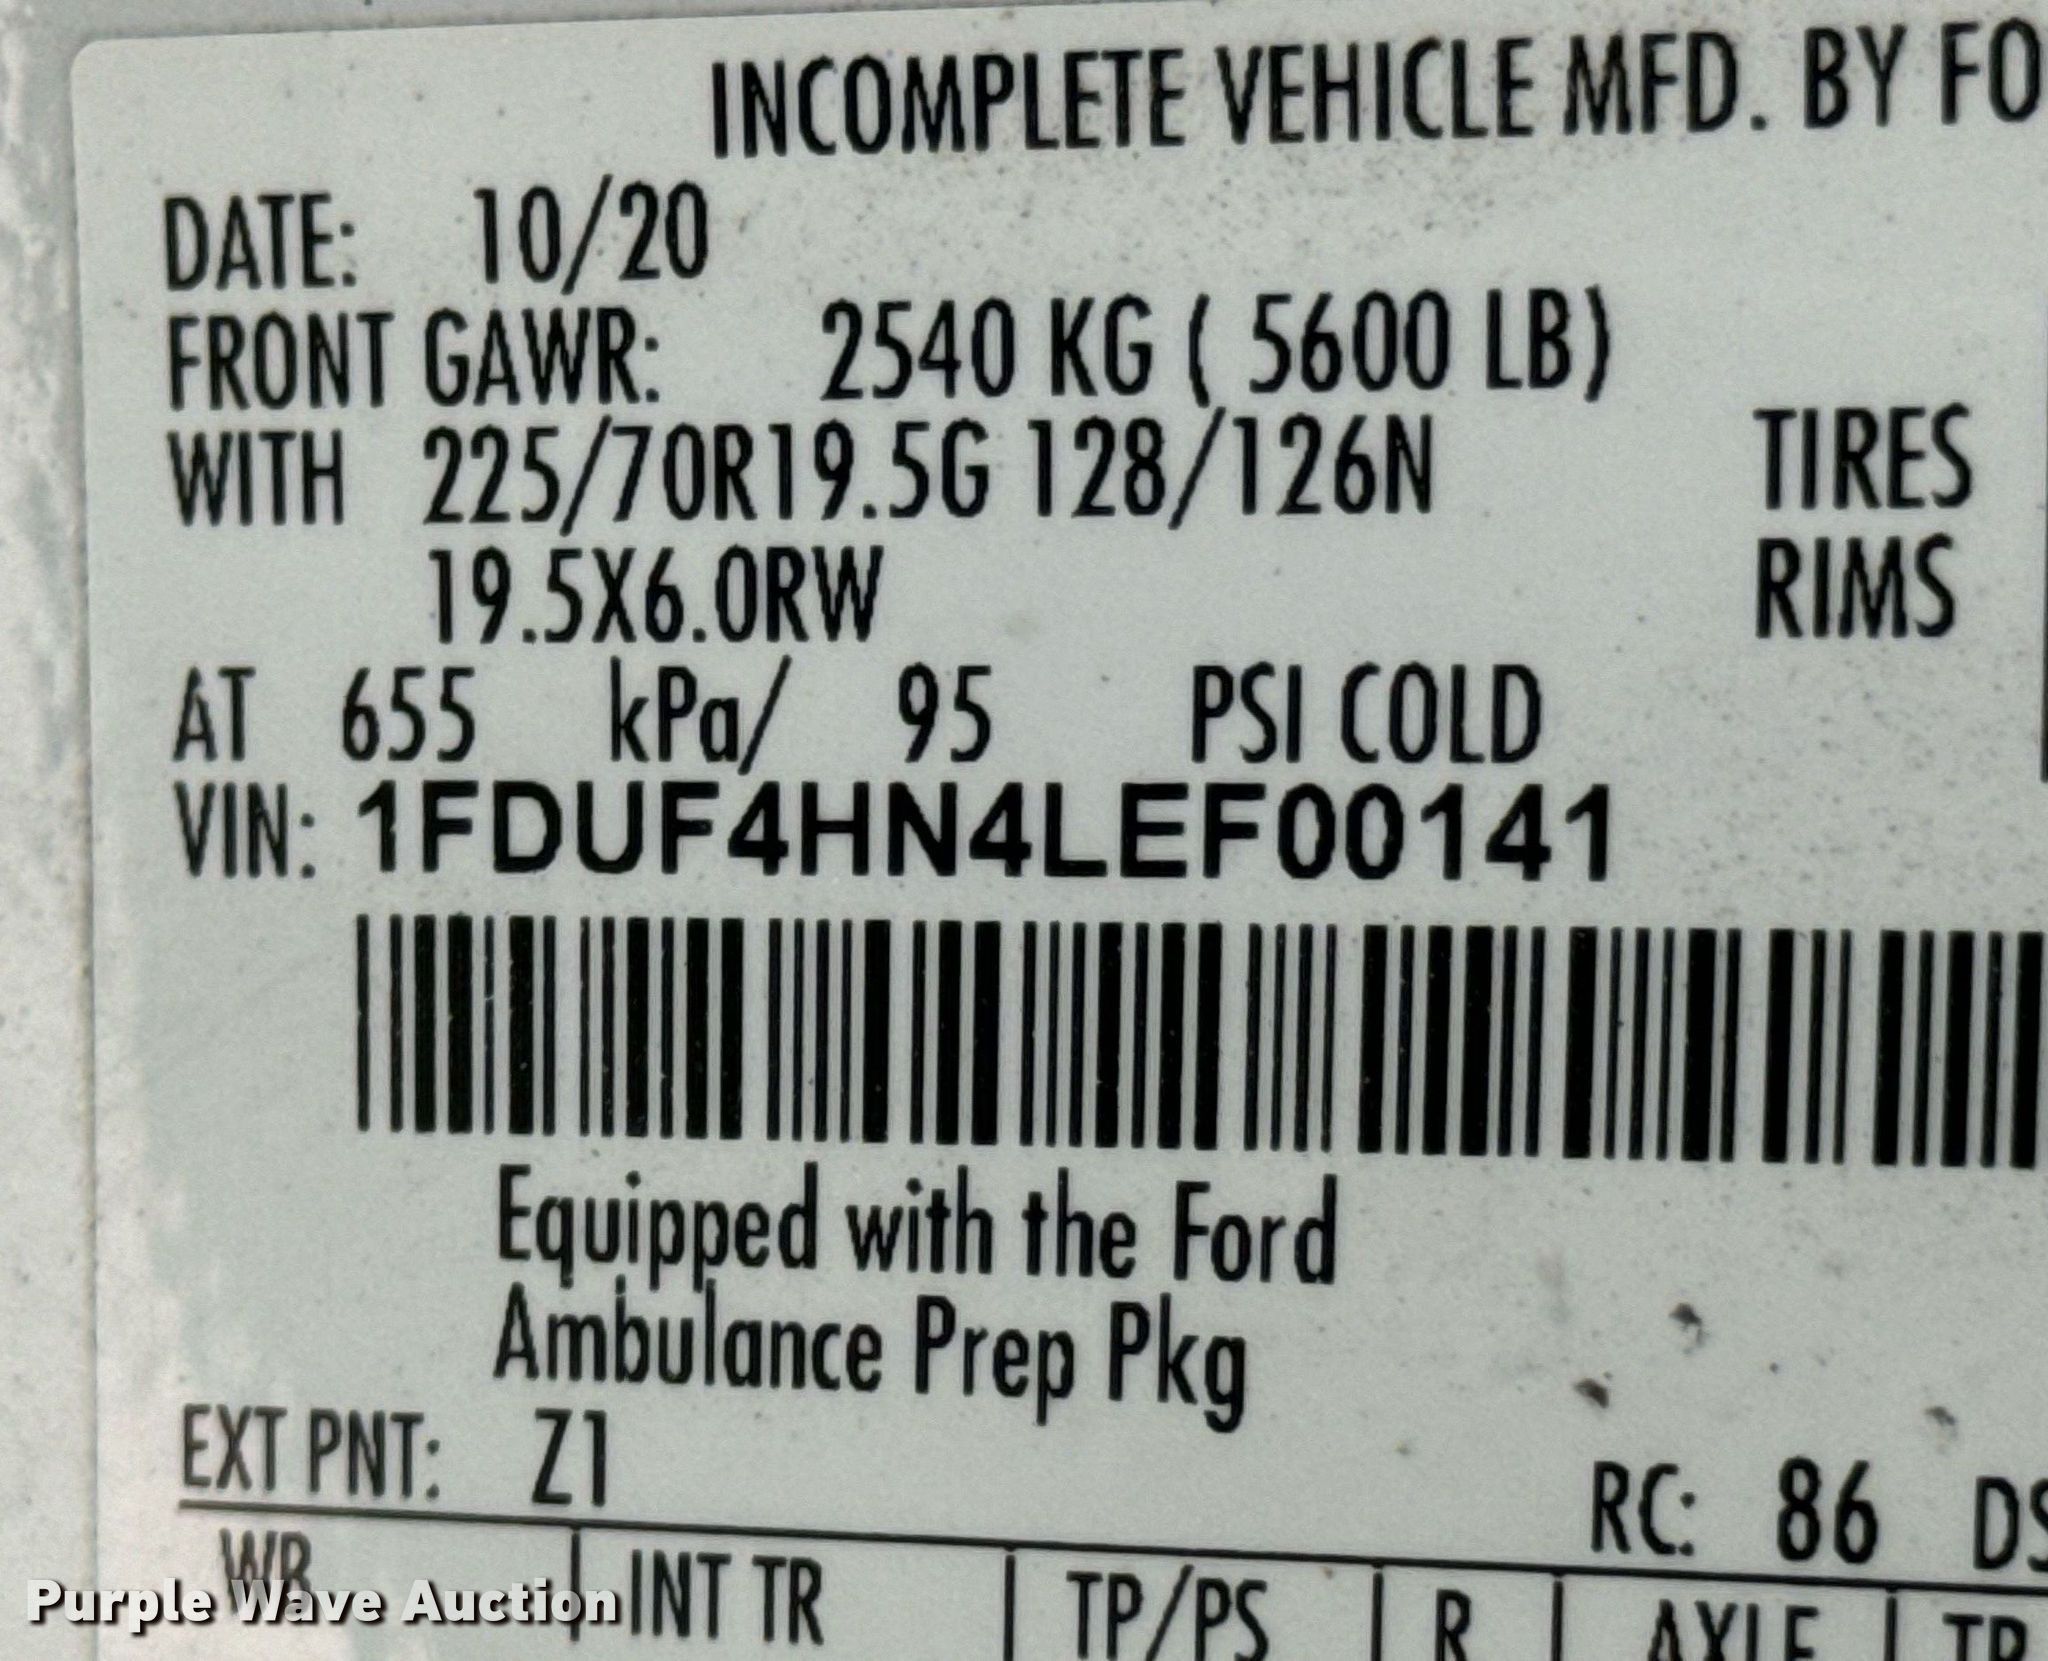 INCOMPLETE VEHICLE MFD. BY FO
DATE: 10/20
FRONT GAWR: 2540 KG ( 5600 LB)
WITH 225/70R19.5G 128/126N TIRES
19.5X6.0RW RIMS
AT 655 kPa/ 95 PSI COLD
VIN: 1FDUF4HN4LEF00141
Equipped with the Ford
Ambulance Prep Pkg
EXT PNT: Z1 RC: 86 DS
WB INT TR TP/PS R AXLE TR
Purple Wave Auction